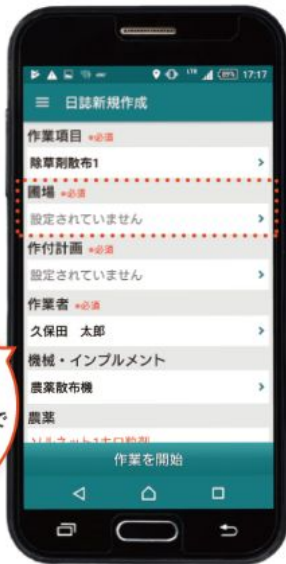 17:17
日誌新規作成
作業項目 *必須
除草剤散布1
圃場 *必須
設定されていません
作付計画 *必須
設定されていません
作業者 *必須
久保田 太郎
機械・インプルメント
農薬散布機
で
農薬
作業を開始